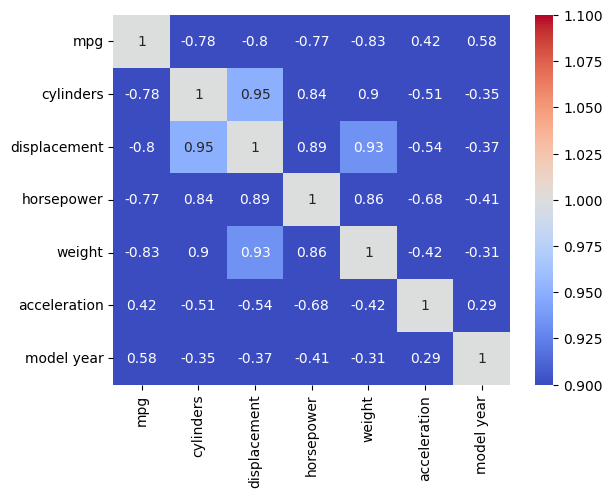 mpg 1 -0.78 -0.8 -0.77 -0.83 0.42 0.58
cylinders -0.78 1 0.95 0.84 0.9 -0.51 -0.35
displacement -0.8 0.95 1 0.89 0.93 -0.54 -0.37
horsepower -0.77 0.84 0.89 1 0.86 -0.68 -0.41
weight -0.83 0.9 0.93 0.86 1 -0.42 -0.31
acceleration 0.42 -0.51 -0.54 -0.68 -0.42 1 0.29
model year 0.58 -0.35 -0.37 -0.41 -0.31 0.29 1
mpg
cylinders
displacement
horsepower
weight
acceleration
model year
1.100
1.075
1.050
1.025
1.000
0.975
0.950
0.925
0.900